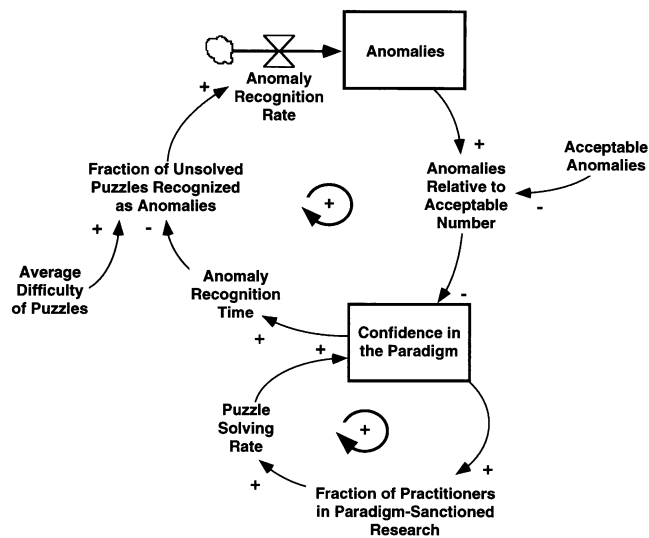 Anomalies
+
Anomaly
Recognition
Rate
+
Acceptable
Anomalies
Fraction of Unsolved
Puzzles Recognized
as Anomalies
Anomalies
Relative to
Acceptable
Number
+
-
+
-
Average
Difficulty
of Puzzles
Anomaly
Recognition
Time
-
+
+
Confidence in
the Paradigm
Puzzle
Solving
Rate
+
+
+
Fraction of Practitioners
in Paradigm-Sanctioned
Research